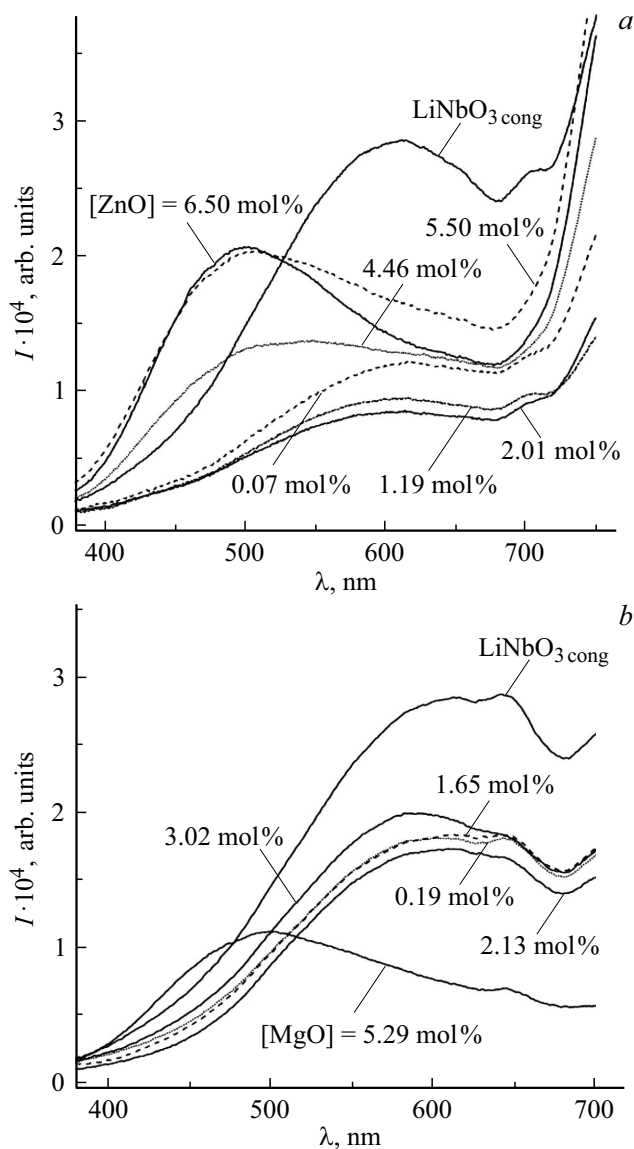 a
3
2
1
0
I·10⁴, arb. units
LiNbO₃ cong
[ZnO] = 6.50 mol%
5.50 mol%
4.46 mol%
2.01 mol%
0.07 mol%
1.19 mol%
400 500 600 700
λ, nm
b
3
2
1
0
I·10⁴, arb. units
LiNbO₃ cong
1.65 mol%
3.02 mol%
0.19 mol%
2.13 mol%
[MgO] = 5.29 mol%
400 500 600 700
λ, nm